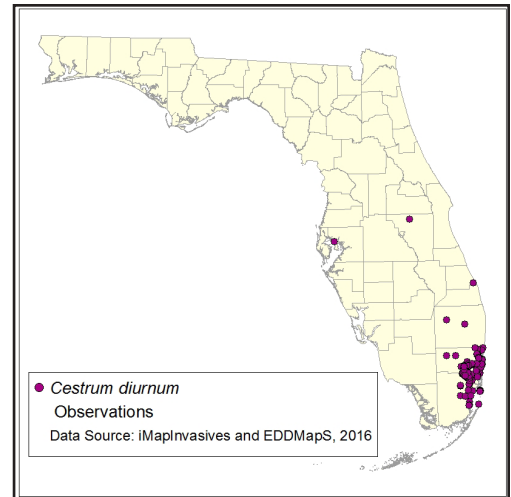 Cestrum diurnum
Observations
Data Source: iMapInvasives and EDDMapS, 2016